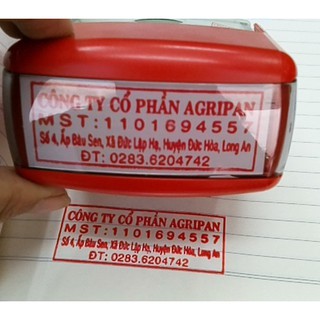 CÔNG TY CỔ PHẦN AGRIPAN
MST:1101694557
Số 4, Ấp Bàu Sen, Xã Đức Lập Hạ, Huyện Đức Hòa, Long An
ĐT: 0283.6204742
CÔNG TY CỔ PHẦN AGRIPAN
MST:1101694557
Số 4, Ấp Bàu Sen, Xã Đức Lập Hạ, Huyện Đức Hòa, Long An
ĐT: 0283.6204742